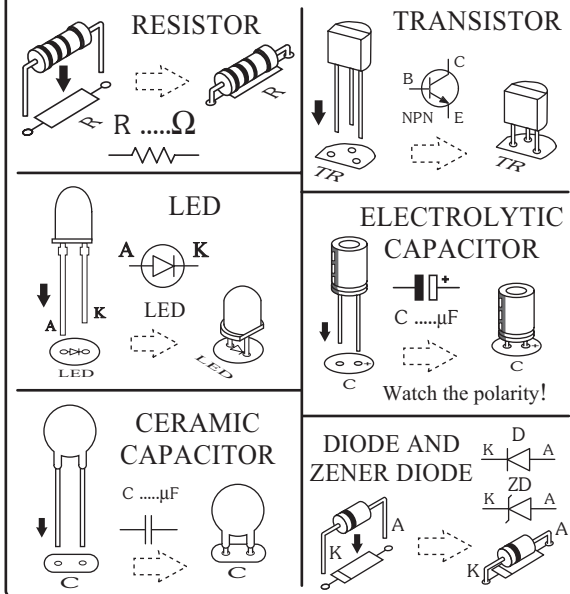 RESISTOR
R
R .....Ω
R
TRANSISTOR
C
B
NPN
E
TR
TR
LED
A
K
A
K
LED
LED
LED
ELECTROLYTIC
CAPACITOR
+
C .....µF
+
C
+
C
Watch the polarity!
CERAMIC
CAPACITOR
C .....µF
C
C
DIODE AND
ZENER DIODE
D
K
A
ZD
K
A
A
K
A
K